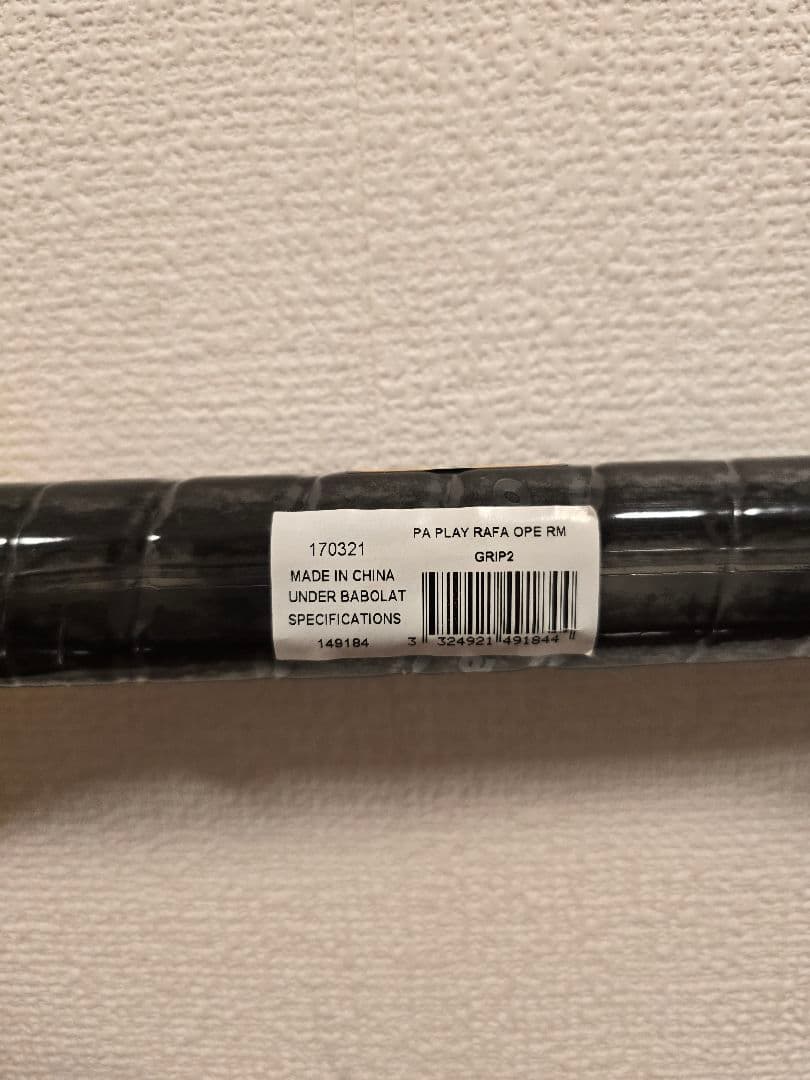 170321
MADE IN CHINA
UNDER BABOLAT
SPECIFICATIONS
149184
PA PLAY RAFA OPE RM
GRIP2
3 324921 491844